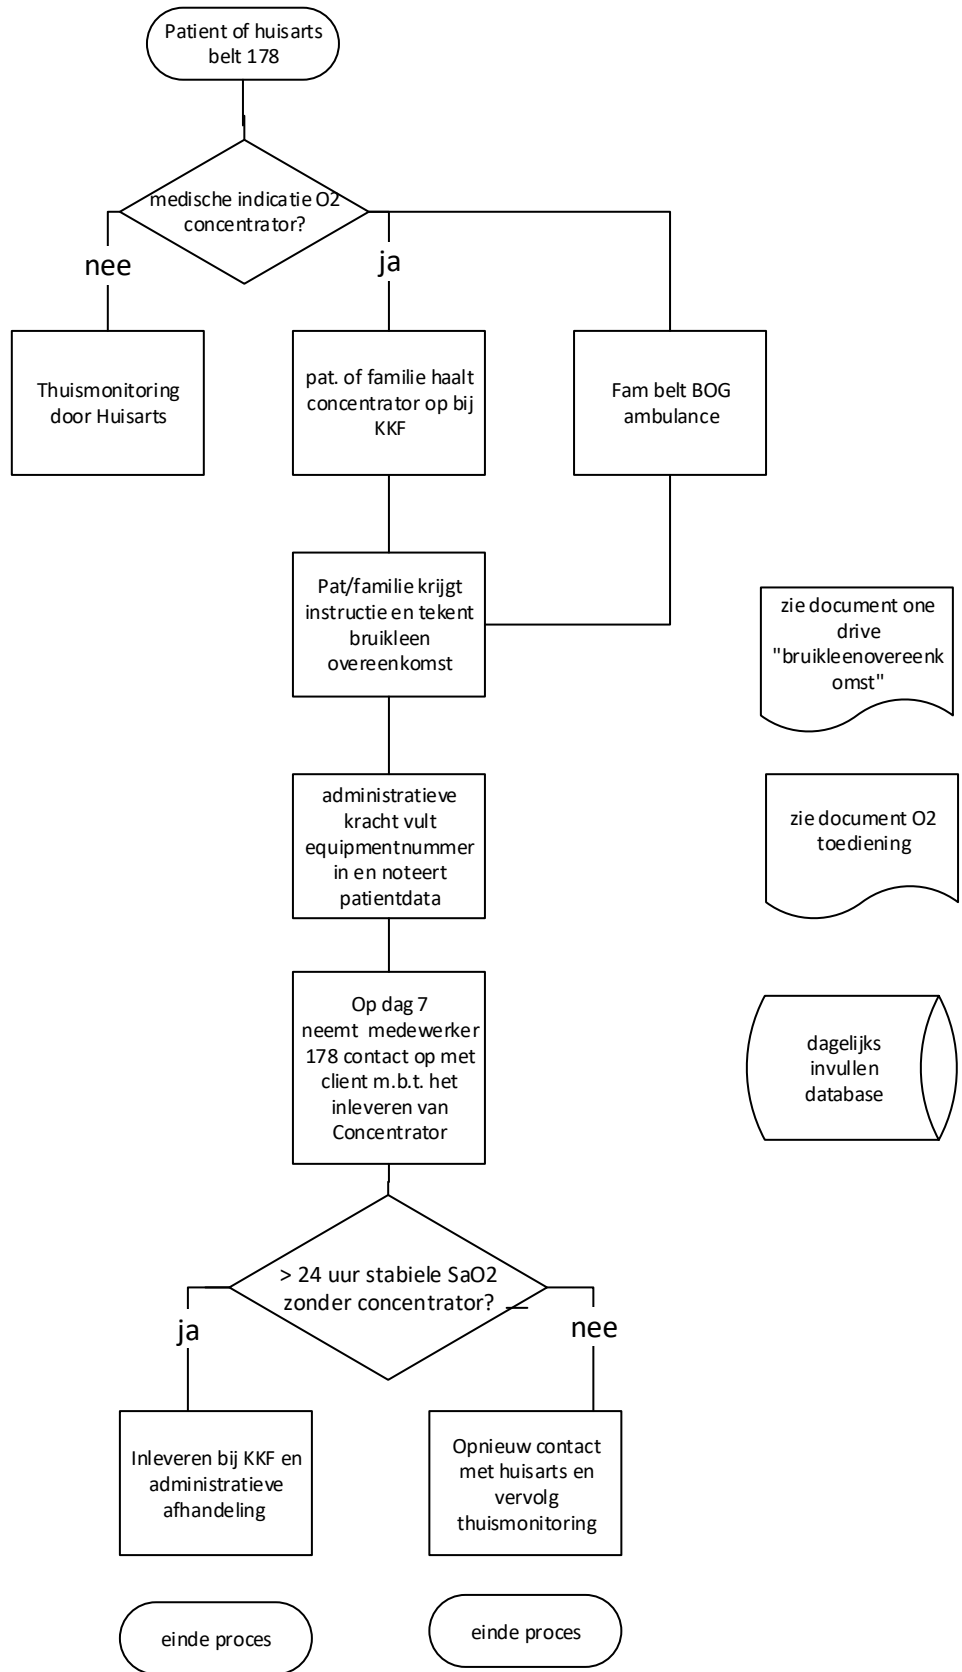 Patient of huisarts
belt 178
medische indicatie O2
concentrator?
nee
ja
Thuismonitoring
door Huisarts
pat. of familie haalt
concentrator op bij
KKF
Fam belt BOG
ambulance
Pat/familie krijgt
instructie en tekent
bruikleen
overeenkomst
zie document one
drive
"bruikleenovereenk
omst"
administratieve
kracht vult
equipmentnummer
in en noteert
patientdata
zie document O2
toediening
Op dag 7
neemt medewerker
178 contact op met
client m.b.t. het
inleveren van
Concentrator
dagelijks
invullen
database
> 24 uur stabiele SaO2
zonder concentrator?
ja
nee
Inleveren bij KKF en
administratieve
afhandeling
Opnieuw contact
met huisarts en
vervolg
thuismonitoring
einde proces
einde proces